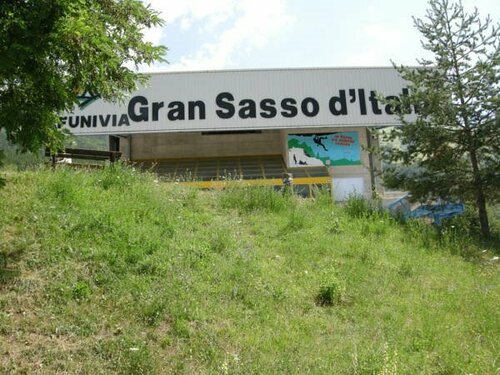 FUNIVIA Gran Sasso d'Ital